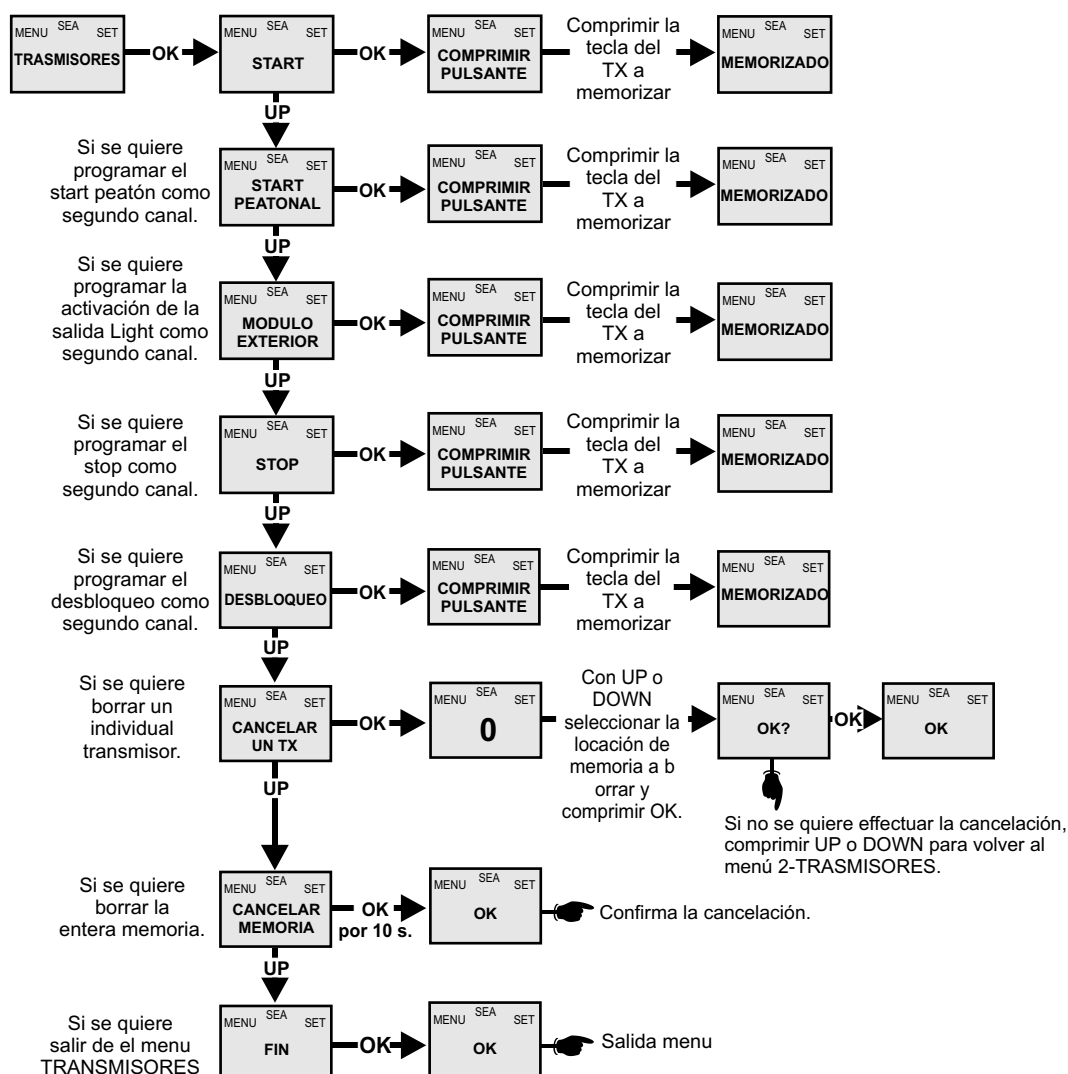 MENU SEA SET
TRASMISORES
OK
MENU SEA SET
START
OK
MENU SEA SET
COMPRIMIR
PULSANTE
Comprimir la
tecla del
TX a
memorizar
MENU SEA SET
MEMORIZADO
UP
Si se quiere
programar el
start peatón como
segundo canal.
MENU SEA SET
START
PEATONAL
OK
MENU SEA SET
COMPRIMIR
PULSANTE
Comprimir la
tecla del
TX a
memorizar
MENU SEA SET
MEMORIZADO
UP
Si se quiere
programar la
activación de la
salida Light como
segundo canal.
MENU SEA SET
MODULO
EXTERIOR
OK
MENU SEA SET
COMPRIMIR
PULSANTE
Comprimir la
tecla del
TX a
memorizar
MENU SEA SET
MEMORIZADO
UP
Si se quiere
programar el
stop como
segundo canal.
MENU SEA SET
STOP
OK
MENU SEA SET
COMPRIMIR
PULSANTE
Comprimir la
tecla del
TX a
memorizar
MENU SEA SET
MEMORIZADO
UP
Si se quiere
programar el
desbloqueo como
segundo canal.
MENU SEA SET
DESBLOQUEO
OK
MENU SEA SET
COMPRIMIR
PULSANTE
Comprimir la
tecla del
TX a
memorizar
MENU SEA SET
MEMORIZADO
UP
Si se quiere
borrar un
individual
transmisor.
MENU SEA SET
CANCELAR
UN TX
OK
MENU SEA SET
0
Con UP o
DOWN
seleccionar la
locación de
memoria a b
orrar y
comprimir OK.
MENU SEA SET
OK?
OK
MENU SEA SET
OK
Si no se quiere effectuar la cancelación,
comprimir UP o DOWN para volver al
menú 2-TRASMISORES.
UP
Si se quiere
borrar la
entera memoria.
MENU SEA SET
CANCELAR
MEMORIA
OK
por 10 s.
MENU SEA SET
OK
Confirma la cancelación.
UP
Si se quiere
salir de el menu
TRANSMISORES
MENU SEA SET
FIN
OK
MENU SEA SET
OK
Salida menu